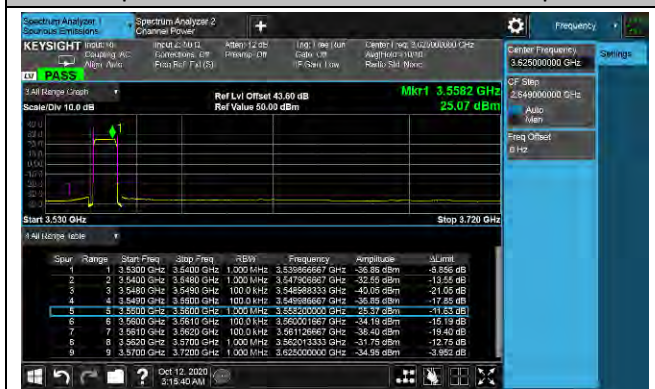 Spectrum Analyzer 1
Spurious Emissions
Spectrum Analyzer 2
Channel Power
Frequency
KEYSIGHT Input: RF
Coupling: AC
Align: Auto
Input Z: 50 Ω
Corrections: Off
Freq Ref: Ext (S)
Atten: 12 dB
Preamp: Off
Trig: Free Run
Gate: Off
IF Gain: Low
Center Freq: 3.625000000 GHz
Avg|Hold>10/10
Radio Std: None
PASS
Center Frequency
3.625000000 GHz
Settings
CF Step
2.549000000 GHz
Auto
Man
Freq Offset
0 Hz
3 All Range Graph
Scale/Div 10.0 dB
Ref Lvl Offset 43.60 dB
Ref Value 50.00 dBm
Mkr1 3.5582 GHz
25.07 dBm
1
Start 3.530 GHz
Stop 3.720 GHz
4 All Range Table
Spur Range Start Freq Stop Freq RBW Frequency Amplitude ΔLimit
1 1 3.5300 GHz 3.5400 GHz 1.000 MHz 3.539866667 GHz -36.86 dBm -6.856 dB
2 2 3.5400 GHz 3.5480 GHz 1.000 MHz 3.547906667 GHz -32.55 dBm -13.55 dB
3 3 3.5480 GHz 3.5490 GHz 100.0 kHz 3.548588333 GHz -40.05 dBm -21.05 dB
4 4 3.5490 GHz 3.5500 GHz 100.0 kHz 3.549986667 GHz -36.85 dBm -17.85 dB
5 5 3.5500 GHz 3.5600 GHz 1.000 MHz 3.558200000 GHz 25.37 dBm -11.63 dB
6 6 3.5600 GHz 3.5610 GHz 100.0 kHz 3.560001667 GHz -34.19 dBm -15.19 dB
7 7 3.5610 GHz 3.5620 GHz 100.0 kHz 3.561126667 GHz -38.40 dBm -19.40 dB
8 8 3.5620 GHz 3.5700 GHz 1.000 MHz 3.562013333 GHz -31.75 dBm -12.75 dB
9 9 3.5700 GHz 3.7200 GHz 1.000 MHz 3.625000000 GHz -34.95 dBm -3.952 dB
Oct 12, 2020
3:15:40 AM